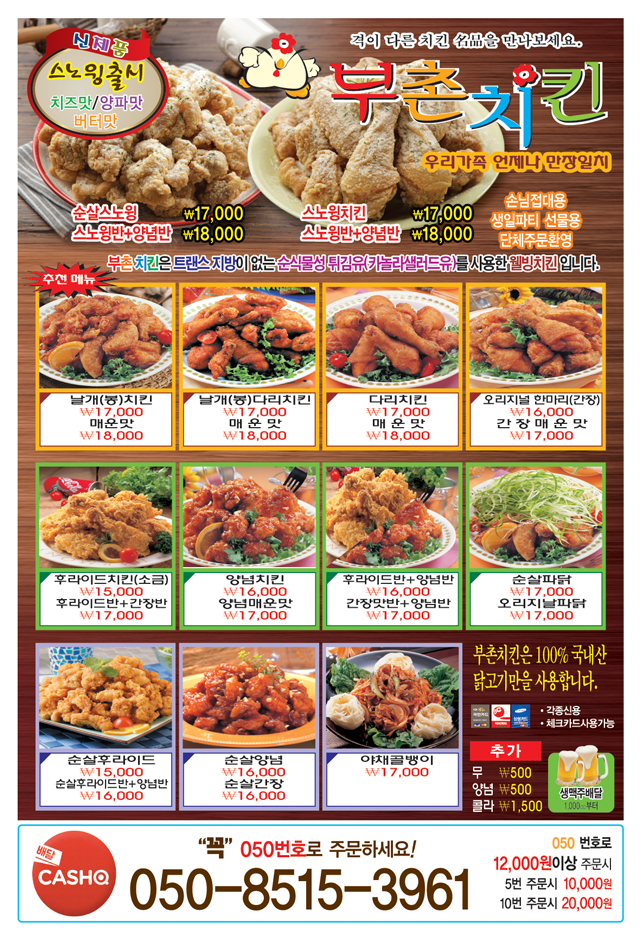 신제품
스노윙출시
치즈맛/양파맛
버터맛
격이 다른 치킨 名品을 만나보세요.
부촌치킨
우리가족 언제나 만장일치
순살스노윙 ₩17,000
스노윙반+양념반 ₩18,000
스노윙치킨 ₩17,000
스노윙반+양념반 ₩18,000
손님접대용
생일파티 선물용
단체주문환영
부촌치킨은 트랜스 지방이 없는 순식물성 튀김유(카놀라샐러드유)를 사용한 웰빙치킨 입니다.
추천 메뉴
날개(봉)치킨
₩17,000
매운맛
₩18,000
날개(봉)다리치킨
₩17,000
매 운 맛
₩18,000
다리치킨
₩17,000
매 운 맛
₩18,000
오리지널 한마리(간장)
₩16,000
간 장 매 운 맛
₩17,000
후라이드치킨(소금)
₩15,000
후라이드반+간장반
₩17,000
양념치킨
₩16,000
양념매운맛
₩17,000
후라이드반+양념반
₩16,000
간장맛반+양념반
₩17,000
순살파닭
₩17,000
오리지날파닭
₩17,000
순살후라이드
₩15,000
순살후라이드반+양념반
₩16,000
순살양념
₩16,000
순살간장
₩16,000
야채골뱅이
₩17,000
부촌치킨은 100% 국내산
닭고기만을 사용합니다.
• 각종신용
• 체크카드사용가능
추 가
무 ₩500
양념 ₩500
콜라 ₩1,500
생맥주배달
1,000cc부터
배달
CASHQ
"꼭" 050번호로 주문하세요!
050-8515-3961
050 번호로
12,000원이상 주문시
5번 주문시 10,000원
10번 주문시 20,000원